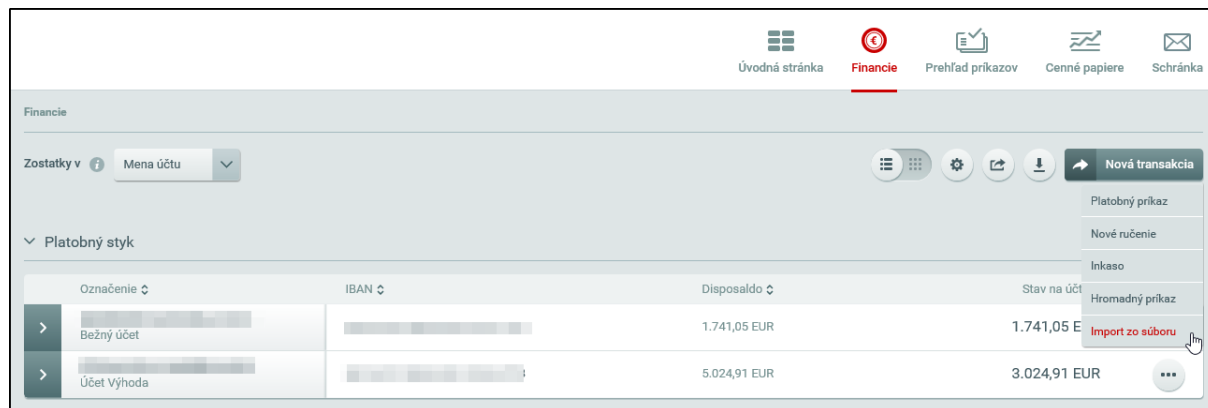 Úvodná stránka Financie Prehľad príkazov Cenné papiere Schránka
Financie
Zostatky v Mena účtu Nová transakcia
Platobný príkaz
Nové ručenie
Platobný styk
Inkaso
Označenie IBAN Disposaldo Stav na účt
Hromadný príkaz
1.741,05 EUR 1.741,05 E
Import zo súboru
Bežný účet
5.024,91 EUR 3.024,91 EUR
Účet Výhoda